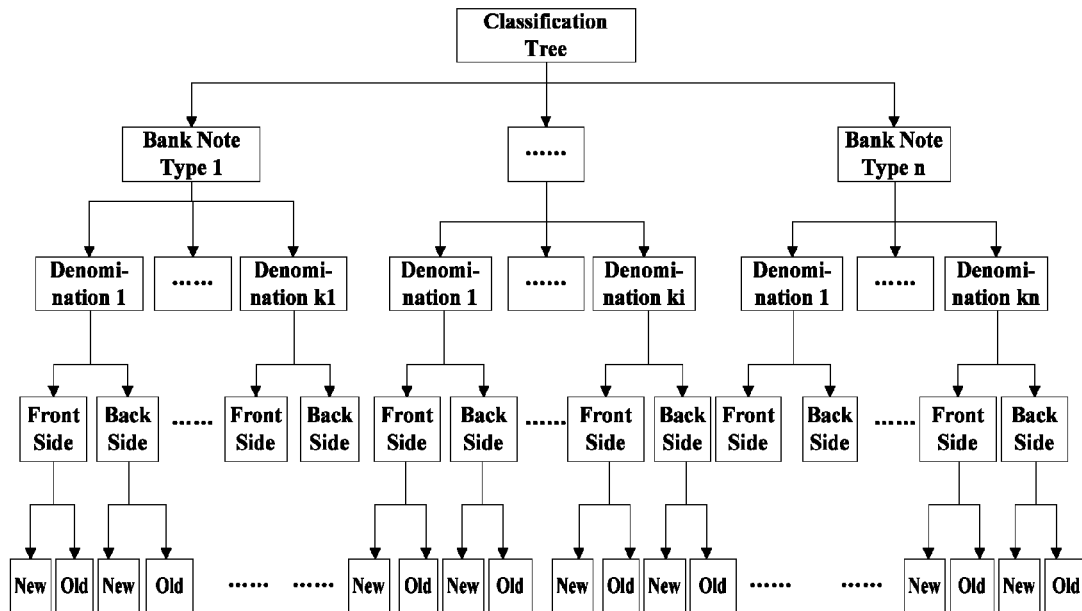 Classification
Tree
Bank Note
Type 1
······
Bank Note
Type n
Denomi-
nation 1
······
Denomi-
nation k1
Denomi-
nation 1
······
Denomi-
nation ki
Denomi-
nation 1
······
Denomi-
nation kn
Front
Side
Back
Side
······
Front
Side
Back
Side
Front
Side
Back
Side
······
Front
Side
Back
Side
Front
Side
Back
Side
······
Front
Side
Back
Side
New
Old
New
Old
······
······
New
Old
New
Old
New
Old
New
Old
······
······
New
Old
New
Old